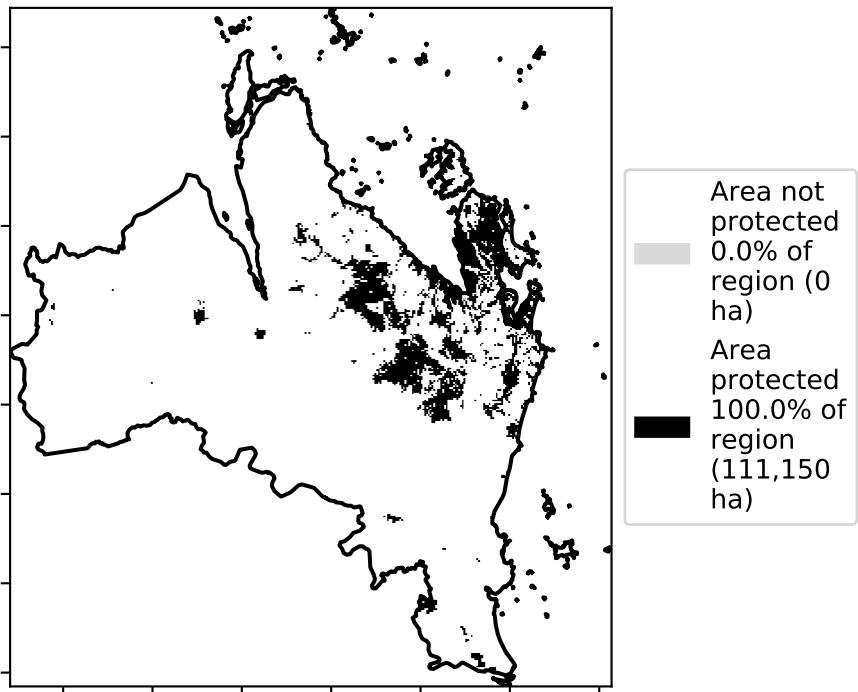 Area not
protected
0.0% of
region (0
ha)
Area
protected
100.0% of
region
(111,150
ha)